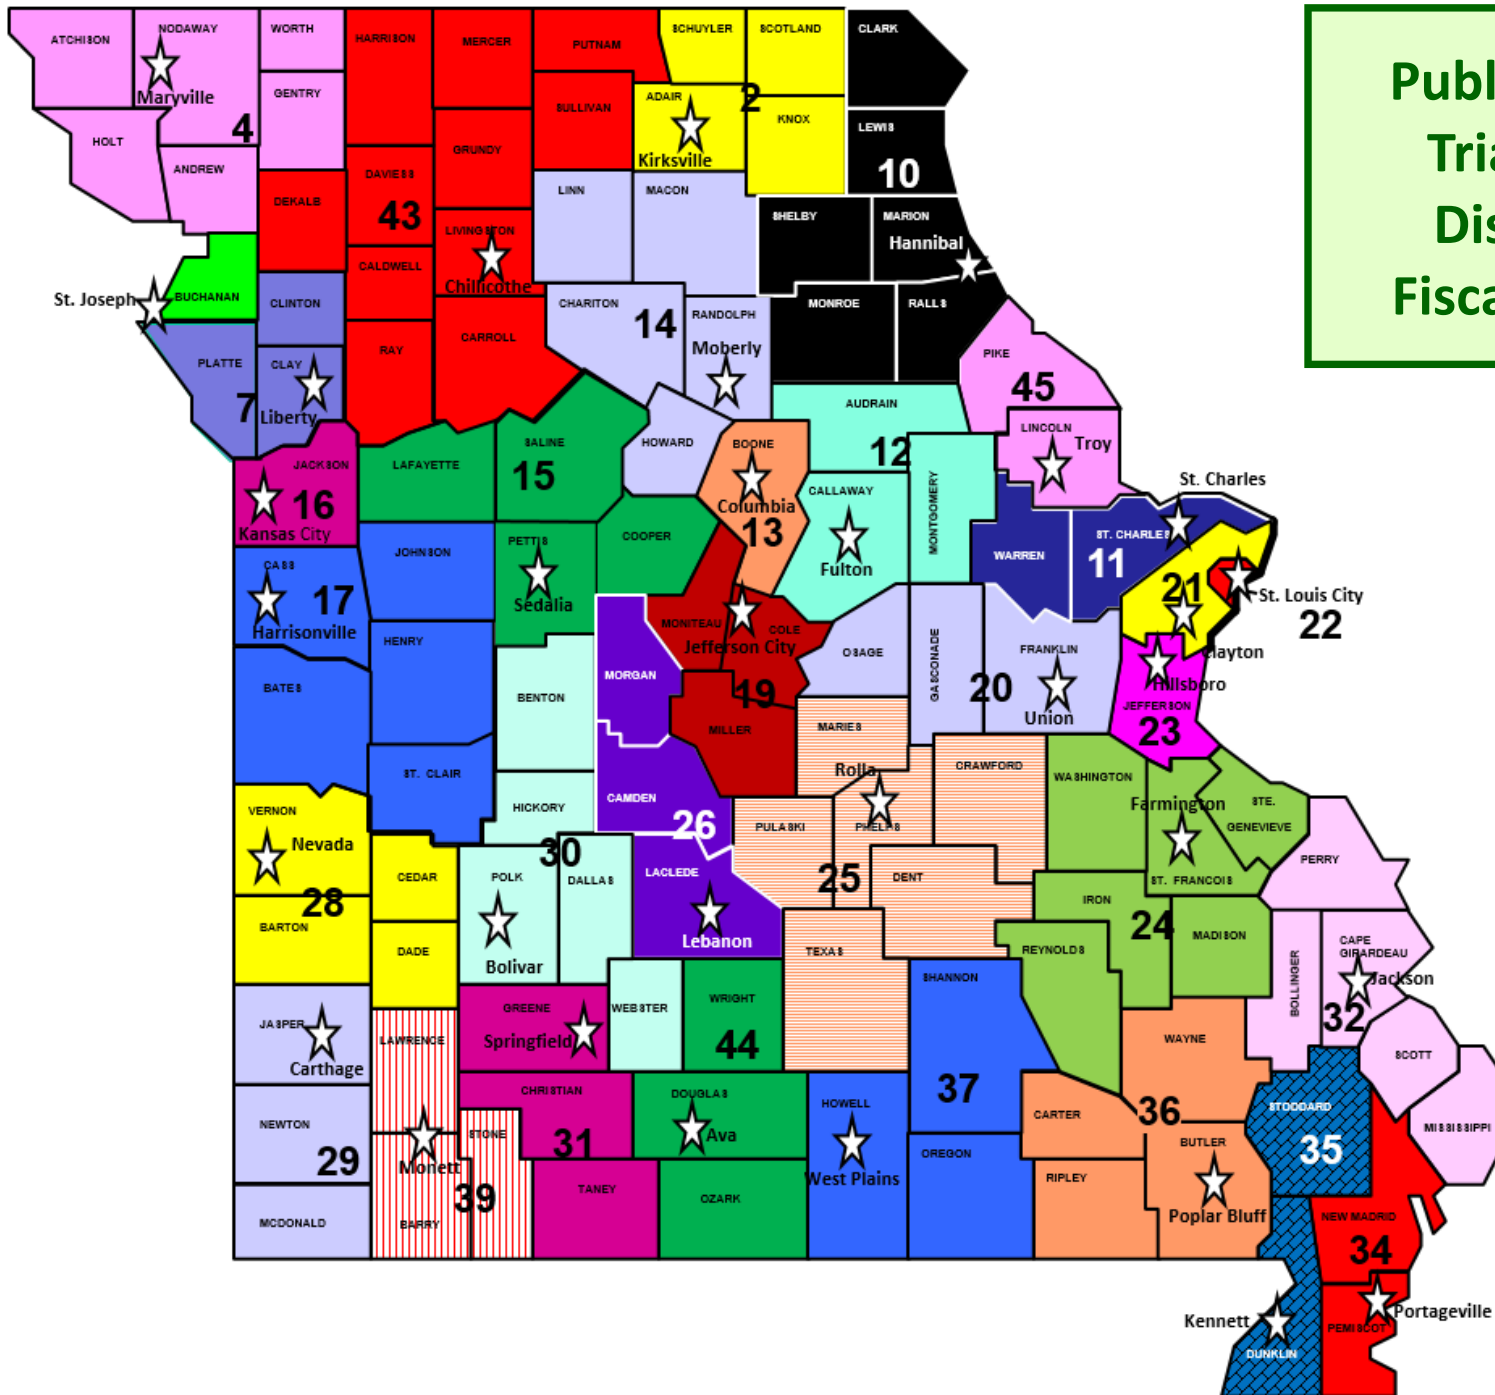 Publ
Tria
Dis
Fisca
ATCHISON
NODAWAY
WORTH
HARRISON
MERCER
PUTNAM
SCHUYLER
SCOTLAND
CLARK
Maryville
GENTRY
SULLIVAN
ADAIR
2
KNOX
HOLT
4
GRUNDY
Kirksville
LEWIS
10
ANDREW
DEKALB
DAVIESS
43
LINN
MACON
SHELBY
MARION
Hannibal
LIVINGSTON
Chillicothe
CALDWELL
St. Joseph
BUCHANAN
CLINTON
CHARITON
14
RANDOLPH
Moberly
MONROE
RALLS
PLATTE
CLAY
RAY
CARROLL
PIKE
45
7
Liberty
AUDRAIN
12
LINCOLN
Troy
JACKSON
16
Kansas City
LAFAYETTE
SALINE
15
HOWARD
BOONE
Columbia
13
CALLAWAY
Fulton
MONTGOMERY
St. Charles
WARREN
ST. CHARLES
11
JOHNSON
PETTIS
Sedalia
COOPER
CASS
17
Harrisonville
21
St. Louis City
22
HENRY
MONITEAU
COLE
Jefferson City
OSAGE
GASCONADE
FRANKLIN
20
Union
layton
Hillsboro
JEFFERSON
23
BATES
BENTON
MORGAN
19
MILLER
MARIES
ST. CLAIR
HICKORY
CAMDEN
26
Rolla
CRAWFORD
WASHINGTON
Farmington
STE.
GENEVIEVE
VERNON
Nevada
28
CEDAR
30
POLK
DALLAS
Bolivar
LACLEDE
Lebanon
PULASKI
PHELPS
25
DENT
IRON
ST. FRANCOIS
PERRY
24
MADISON
BARTON
DADE
TEXAS
REYNOLDS
BOLLINGER
CAPE
GIRARDEAU
Jackson
32
JASPER
Carthage
LAWRENCE
GREENE
Springfield
WEBSTER
WRIGHT
44
SHANNON
37
WAYNE
SCOTT
NEWTON
29
Monett
STONE
CHRISTIAN
31
DOUGLAS
Ava
HOWELL
West Plains
CARTER
36
STODDARD
35
MISSISSIPPI
MCDONALD
BARRY
39
TANEY
OZARK
OREGON
RIPLEY
BUTLER
Poplar Bluff
NEW MADRID
34
Kennett
DUNKLIN
PEMISCOT
Portageville